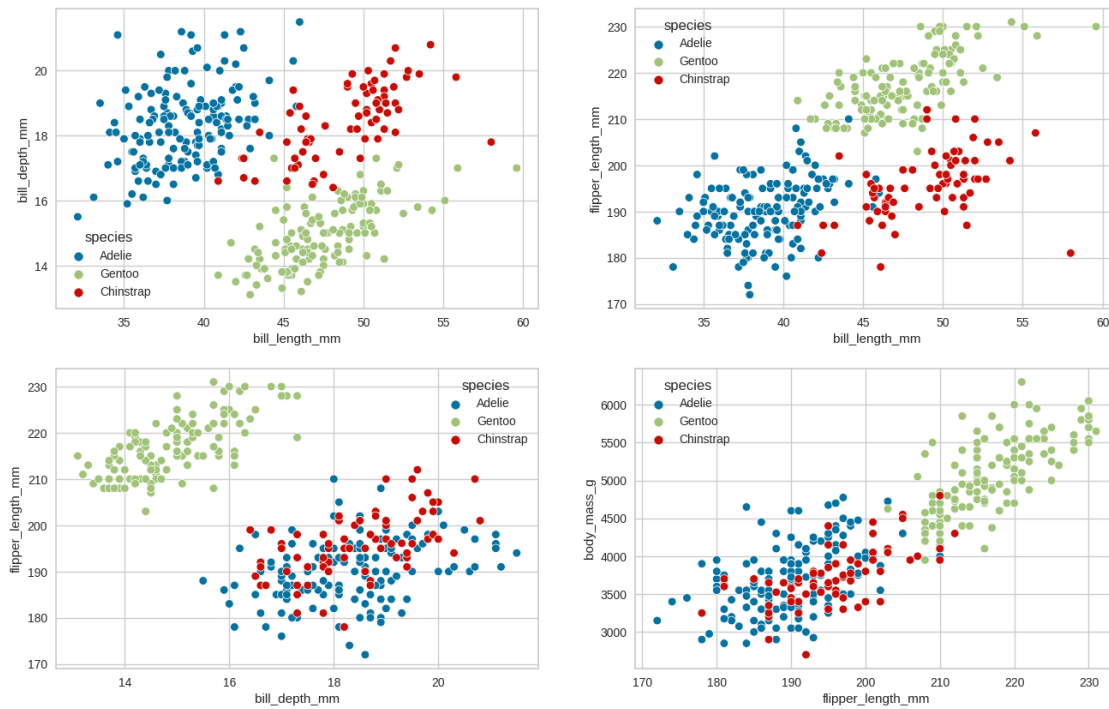 bill_depth_mm
20
18
16
14
species
Adelie
Gentoo
Chinstrap
35 40 45 50 55 60
bill_length_mm
flipper_length_mm
230
220
210
200
190
180
170
species
Adelie
Gentoo
Chinstrap
35 40 45 50 55 60
bill_length_mm
flipper_length_mm
230
220
210
200
190
180
170
species
Adelie
Gentoo
Chinstrap
14 16 18 20
bill_depth_mm
body_mass_g
6000
5500
5000
4500
4000
3500
3000
species
Adelie
Gentoo
Chinstrap
170 180 190 200 210 220 230
flipper_length_mm